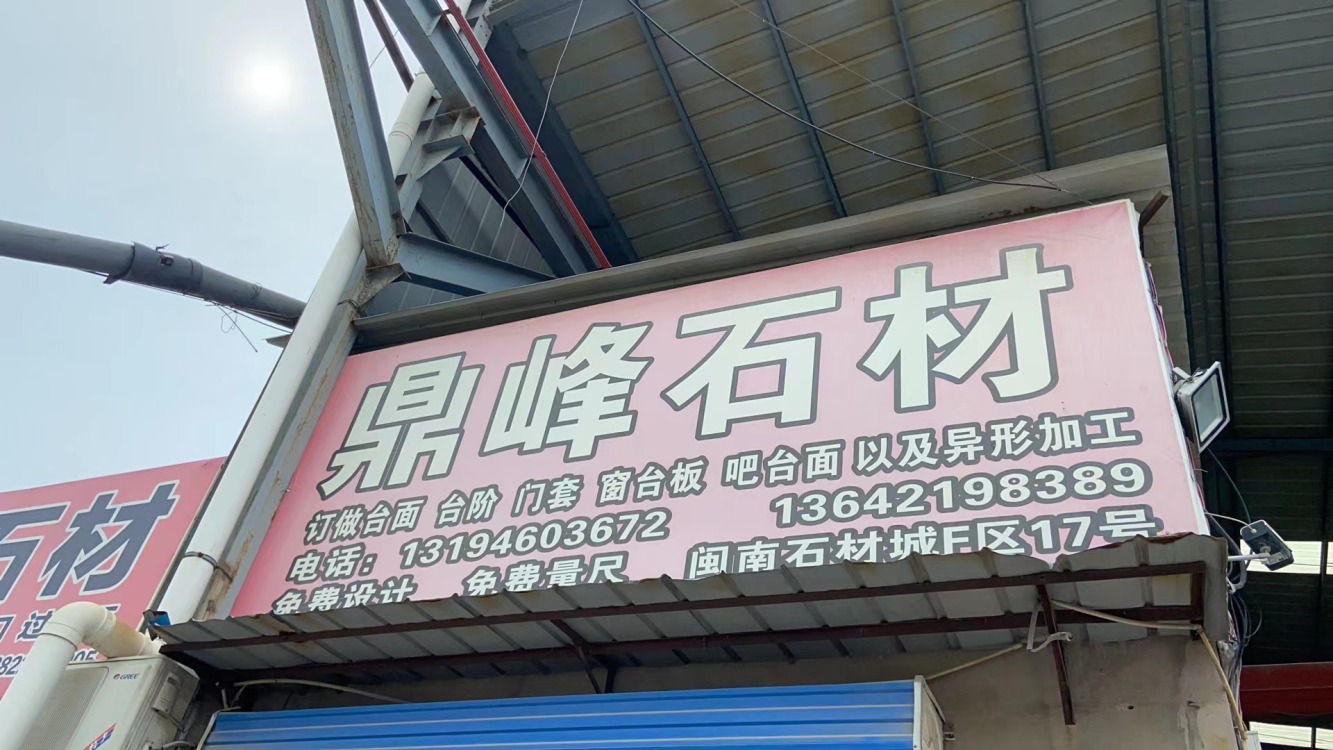 鼎峰石材
订做台面 台阶 门套 窗台板 吧台面 以及异形加工
电话：13194603672 13642198389
免费设计 免费量尺 闽南石材城F区17号
石材
GREE